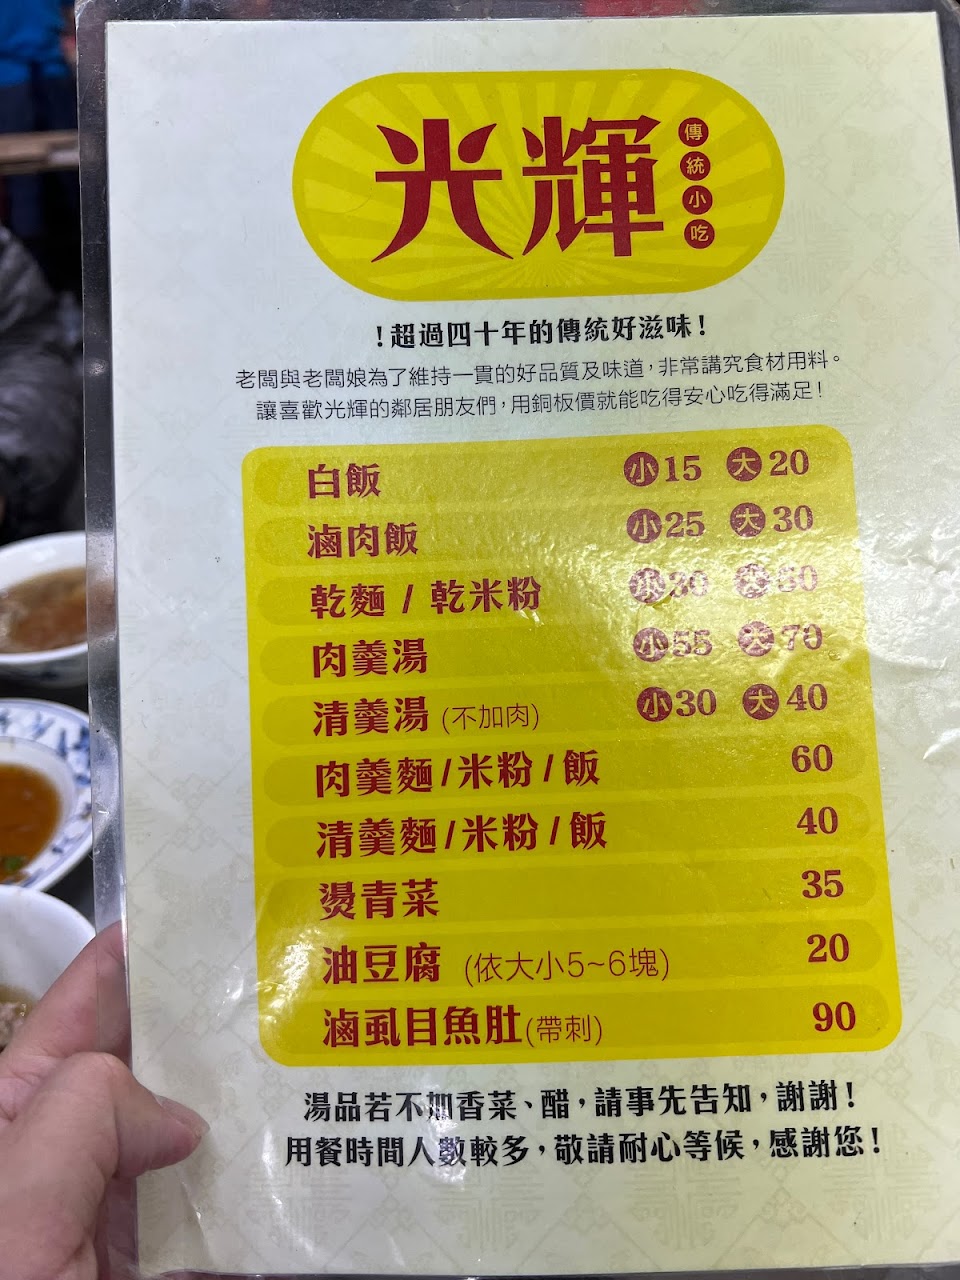 光輝
傳統小吃
！超過四十年的傳統好滋味！
老闆與老闆娘為了維持一貫的好品質及味道，非常講究食材用料。
讓喜歡光輝的鄰居朋友們，用銅板價就能吃得安心吃得滿足！
白飯 小15 大20
滷肉飯 小25 大30
乾麵 / 乾米粉 小30 大
肉羹湯 小55 大70
清羹湯 (不加肉) 小30 大40
肉羹麵/米粉/飯 60
清羹麵/米粉/飯 40
燙青菜 35
油豆腐 (依大小5~6塊) 20
滷虱目魚肚(帶刺) 90
湯品若不加香菜、醋，請事先告知，謝謝！
用餐時間人數較多，敬請耐心等候，感謝您！